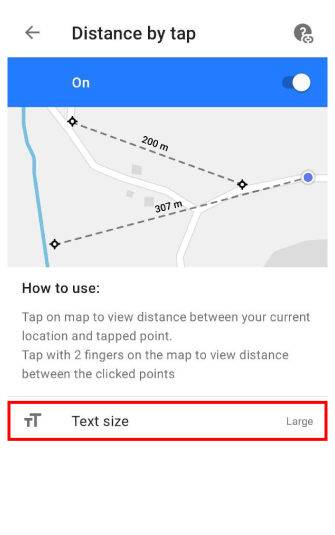 Distance by tap
On
200 m
307 m
How to use:
Tap on map to view distance between your current
location and tapped point.
Tap with 2 fingers on the map to view distance
between the clicked points
Text size Large